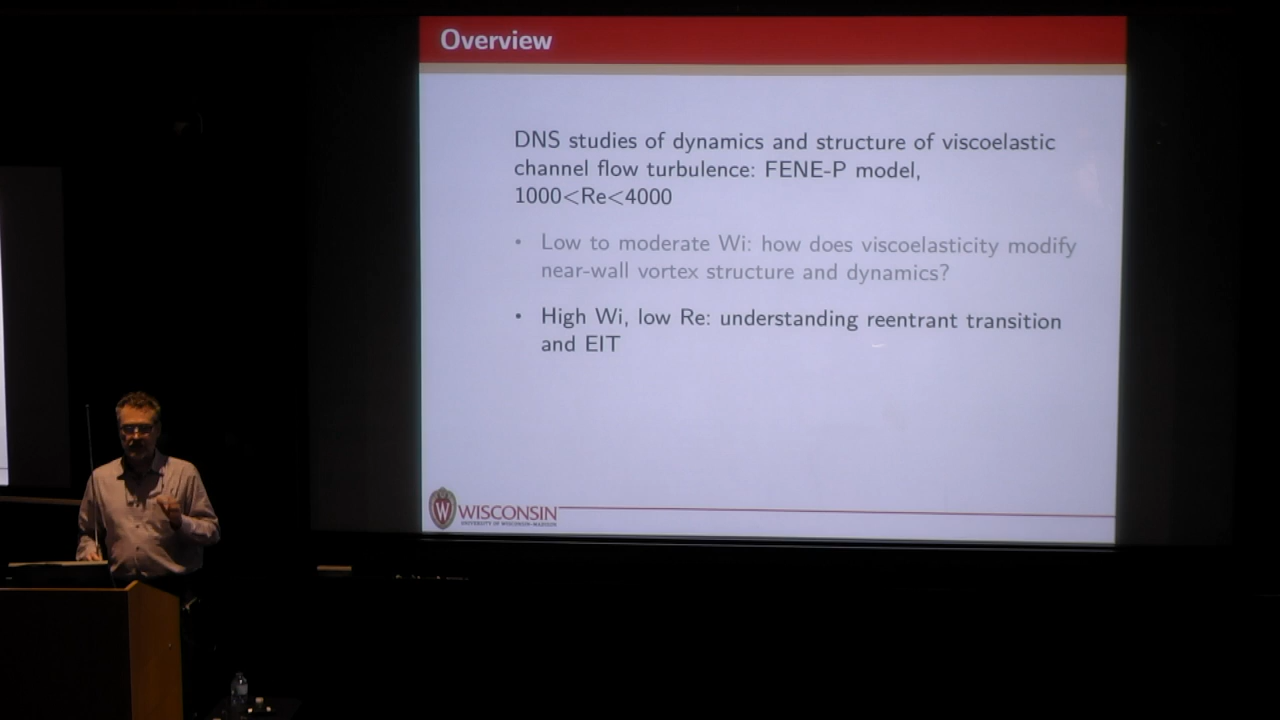 Overview
DNS studies of dynamics and structure of viscoelastic
channel flow turbulence: FENE-P model,
1000<Re<4000
• Low to moderate Wi: how does viscoelasticity modify
near-wall vortex structure and dynamics?
• High Wi, low Re: understanding reentrant transition
and EIT
W
WISCONSIN
UNIVERSITY OF WISCONSIN-MADISON